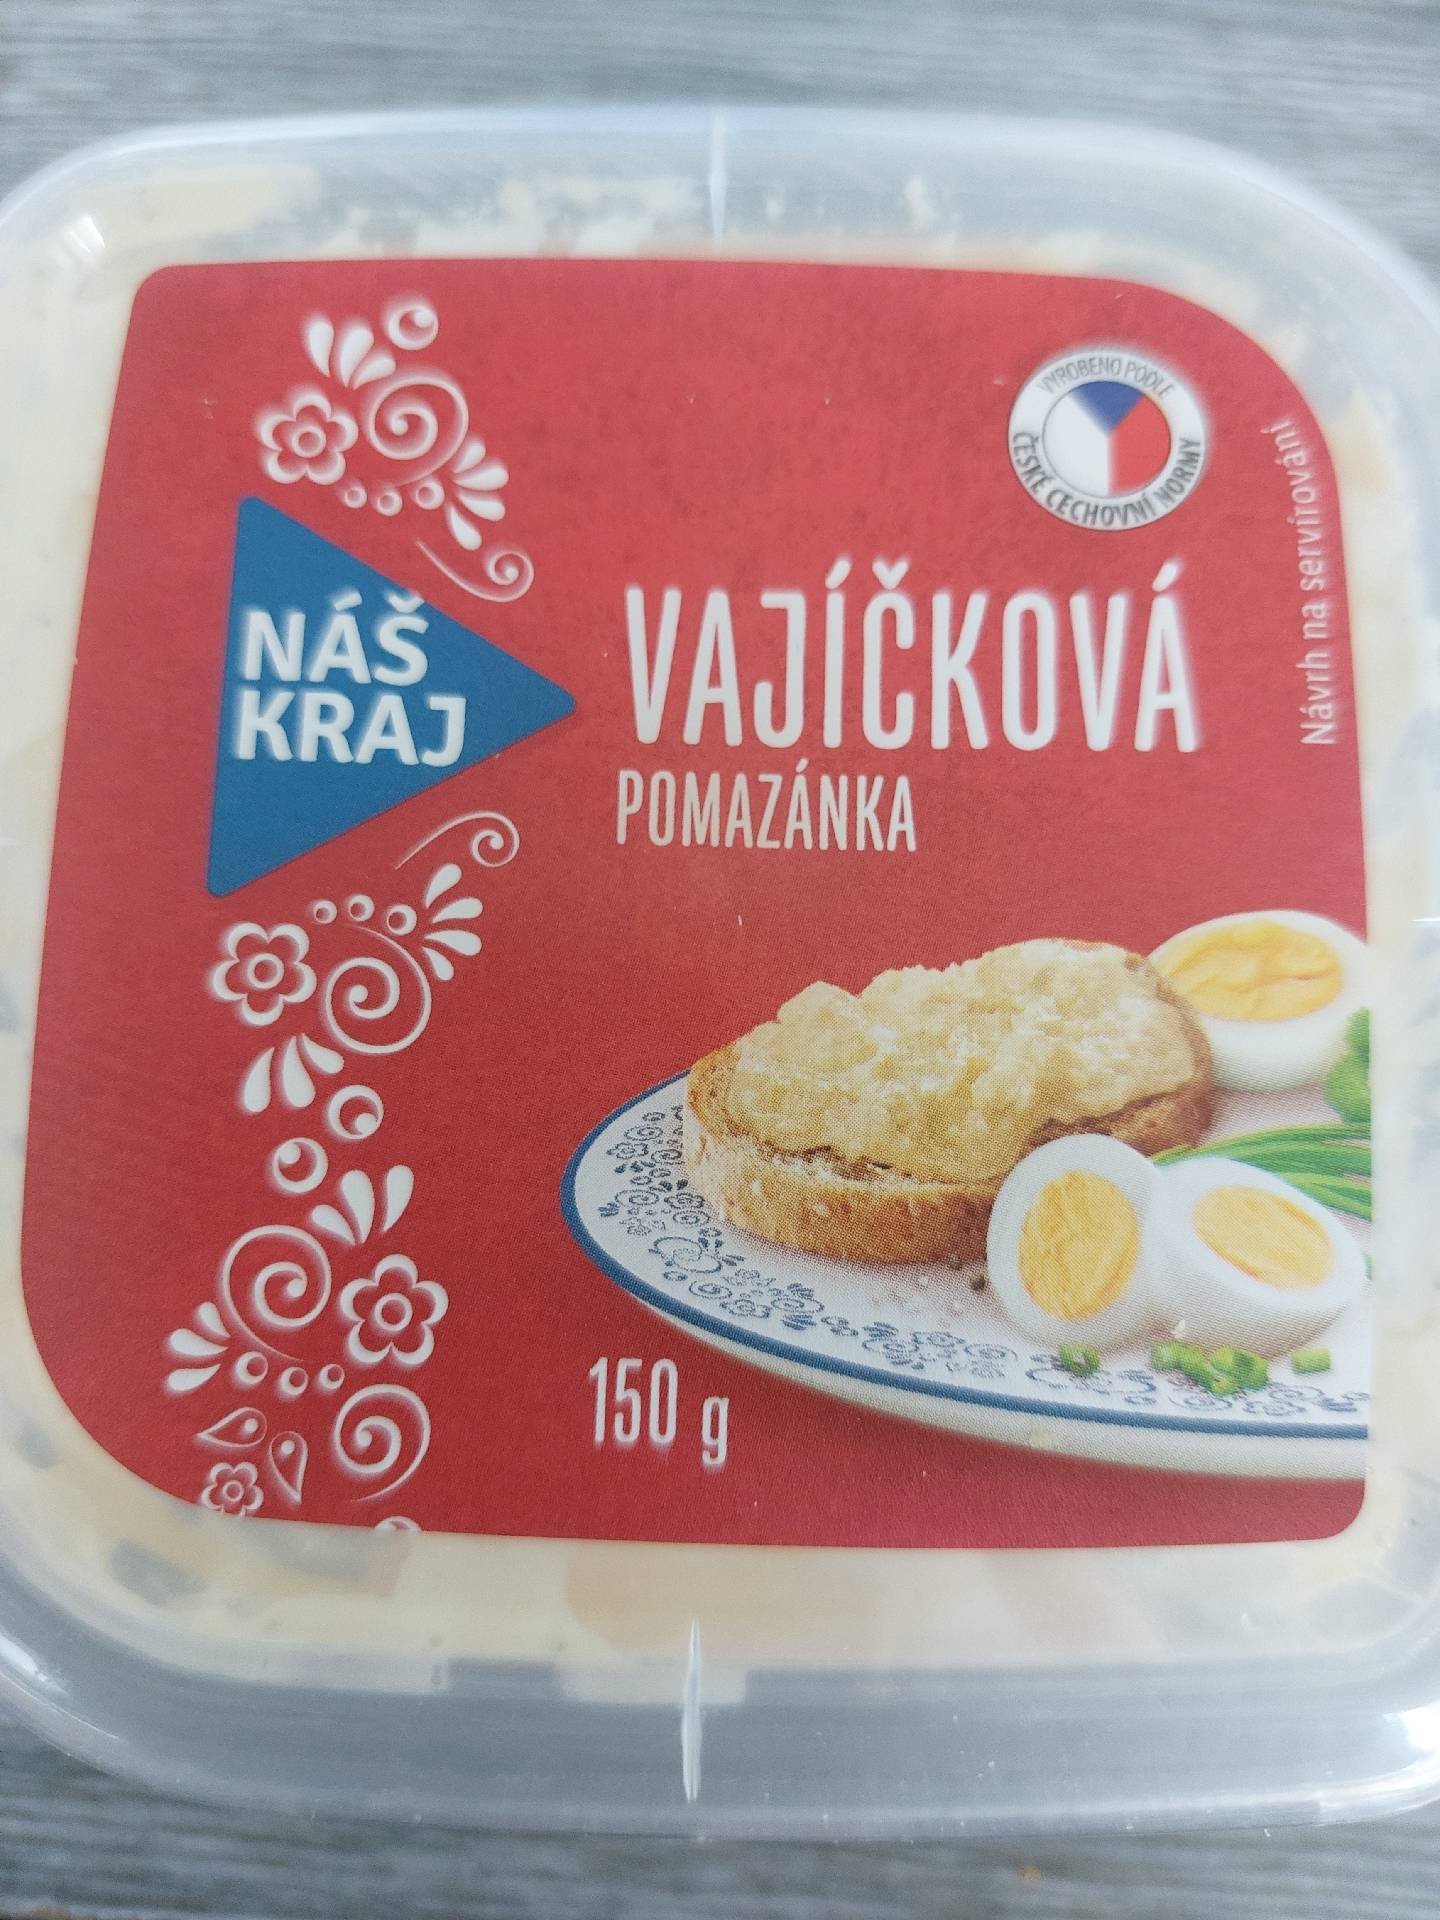 VYROBENO PODLE
ČESKÉ CECHOVNÍ NORMY
Návrh na servírování
NÁŠ
KRAJ
VAJÍČKOVÁ
POMAZÁNKA
150 g